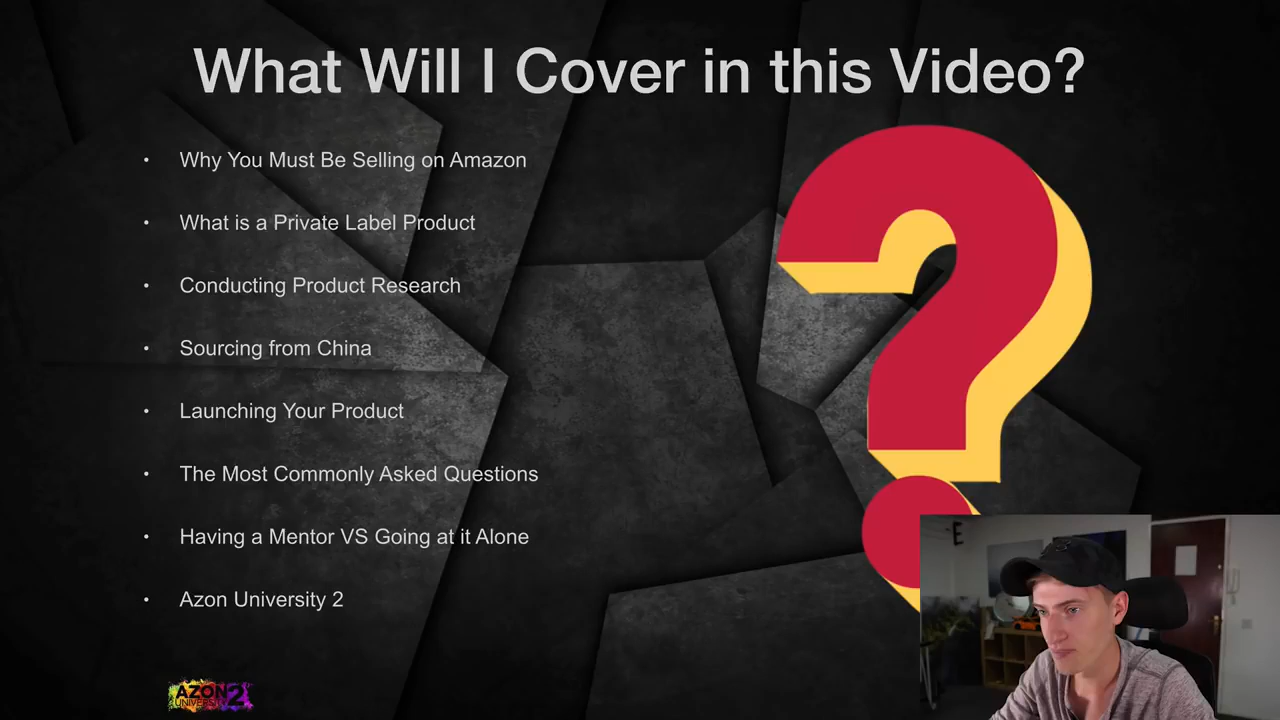 What Will I Cover in this Video?
• Why You Must Be Selling on Amazon
• What is a Private Label Product
• Conducting Product Research
• Sourcing from China
• Launching Your Product
• The Most Commonly Asked Questions
• Having a Mentor VS Going at it Alone
• Azon University 2
AZON 2
E